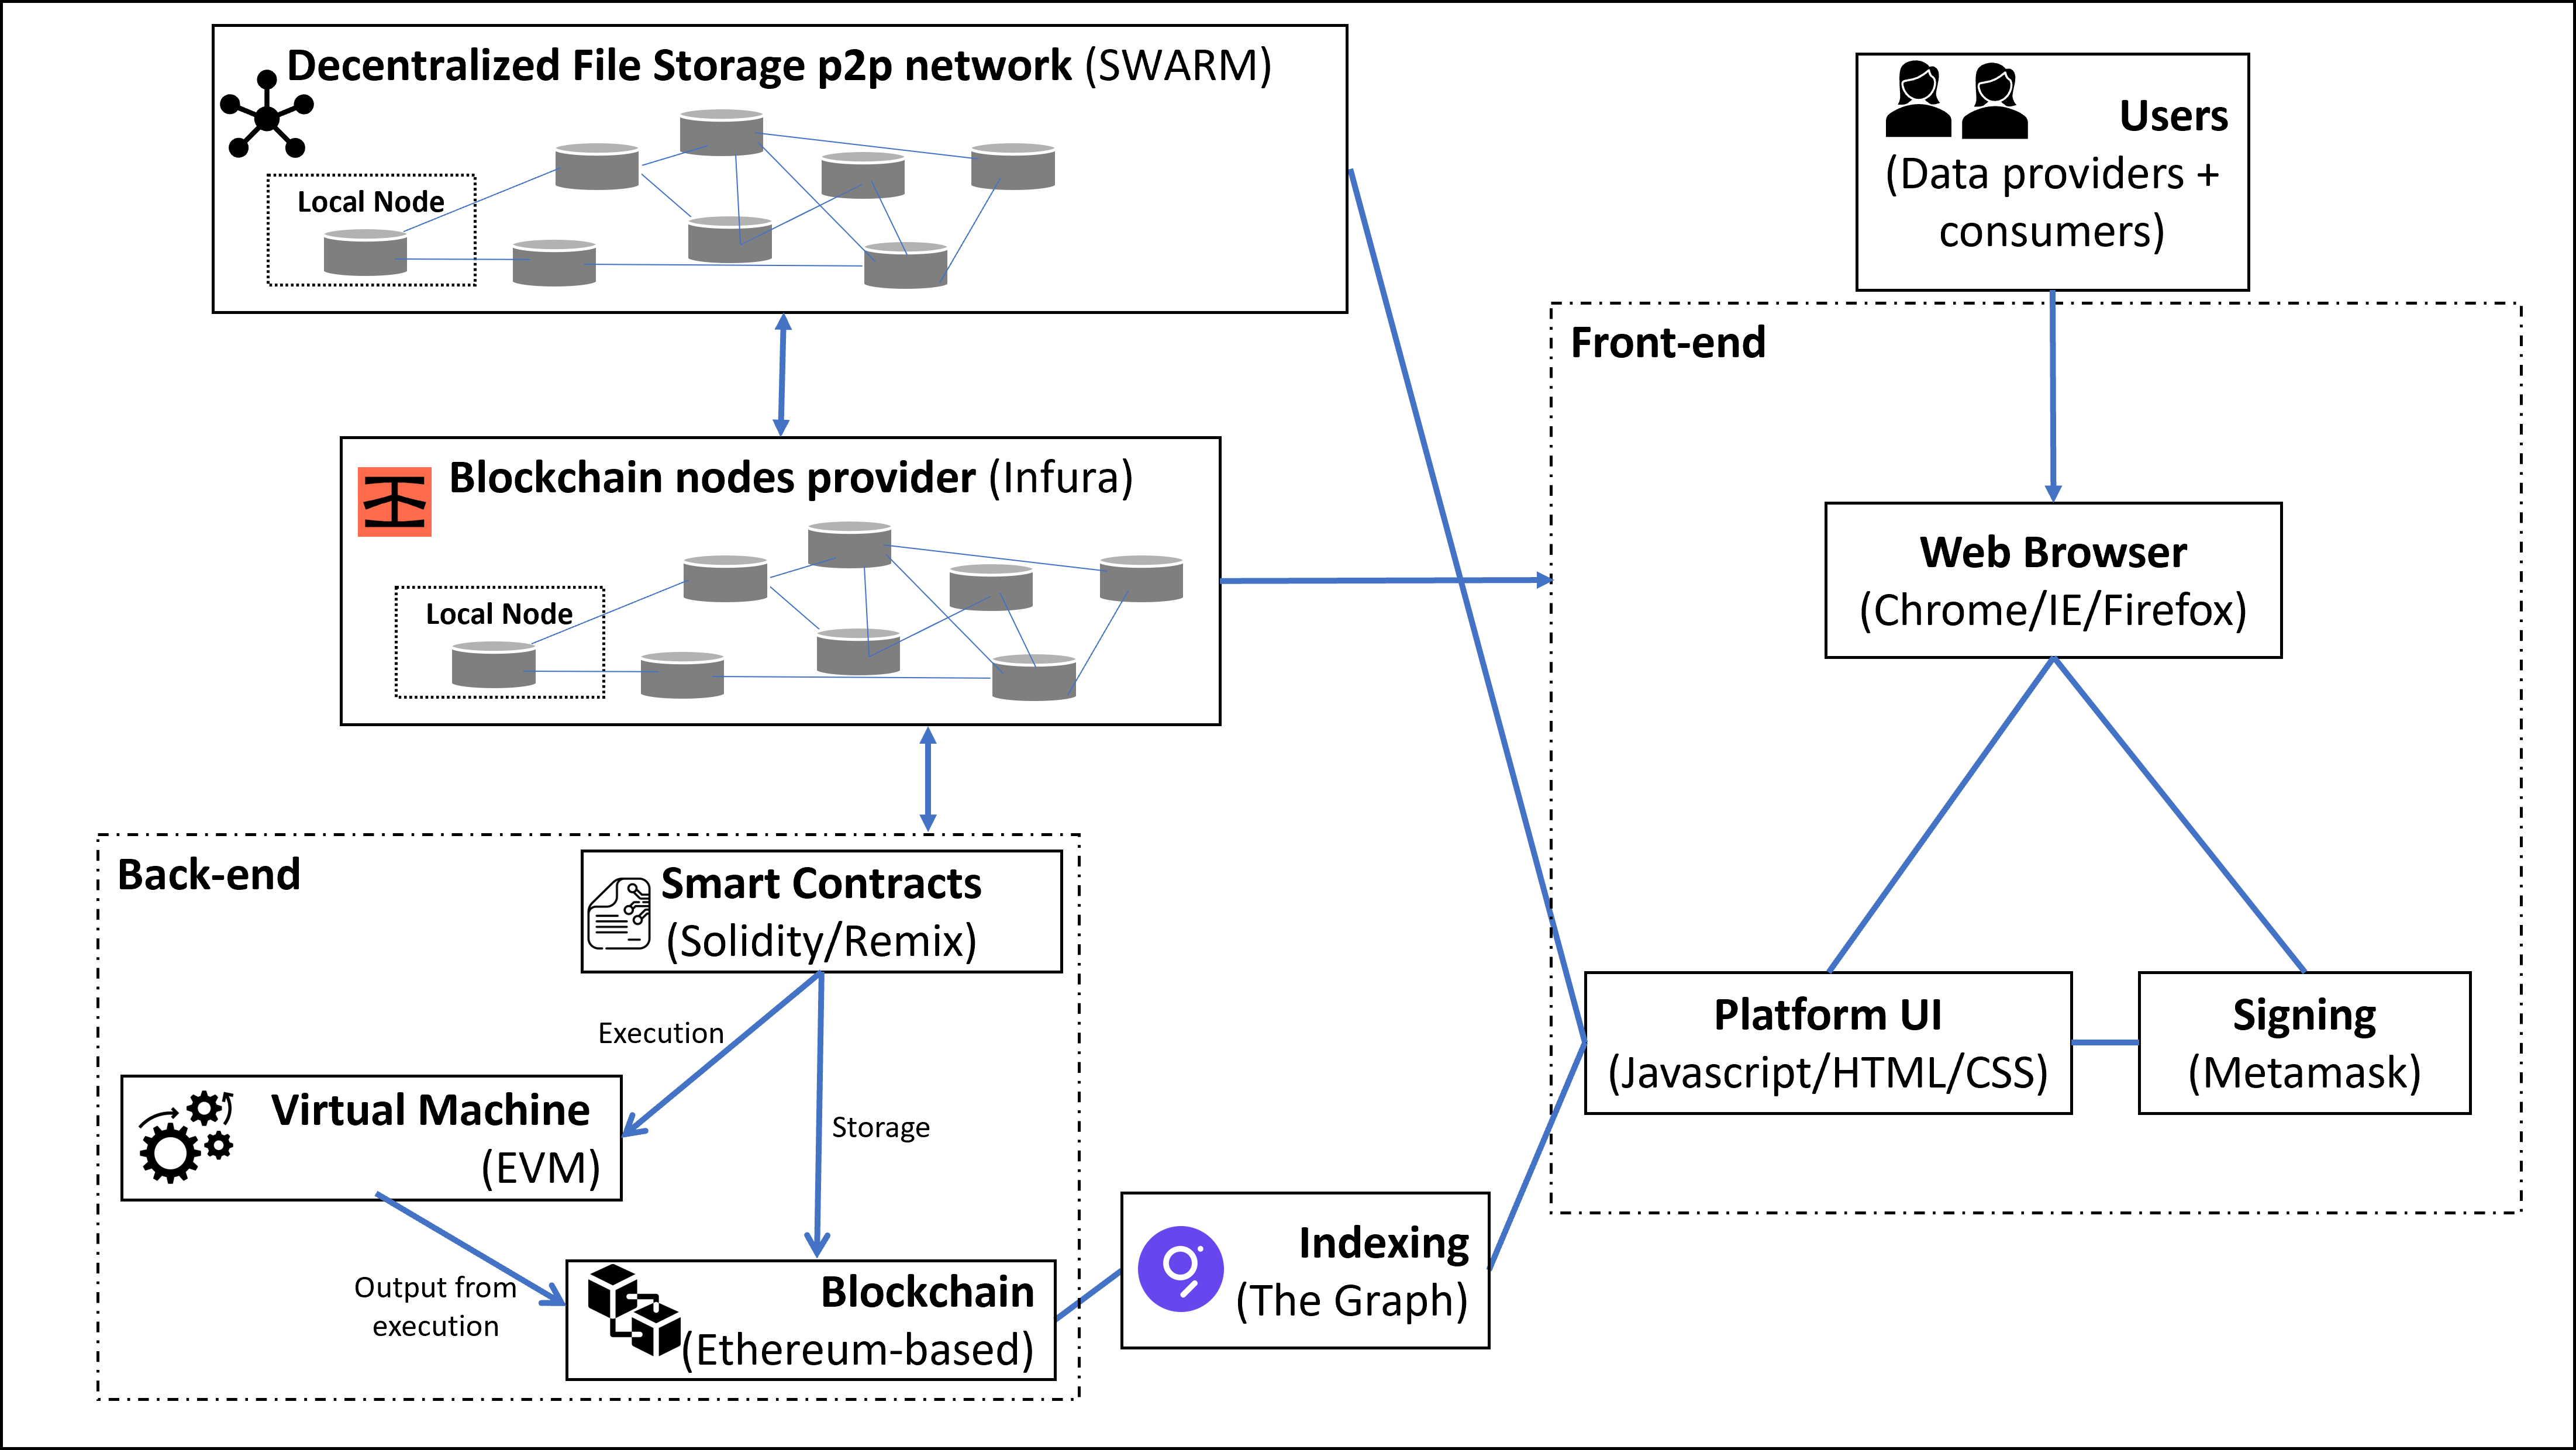 Decentralized File Storage p2p network (SWARM)
Local Node
Users
(Data providers +
consumers)
Front-end
Blockchain nodes provider (Infura)
Local Node
Web Browser
(Chrome/IE/Firefox)
Back-end
Smart Contracts
(Solidity/Remix)
Execution
Storage
Virtual Machine
(EVM)
Output from
execution
Blockchain
(Ethereum-based)
Indexing
(The Graph)
Platform UI
(Javascript/HTML/CSS)
Signing
(Metamask)